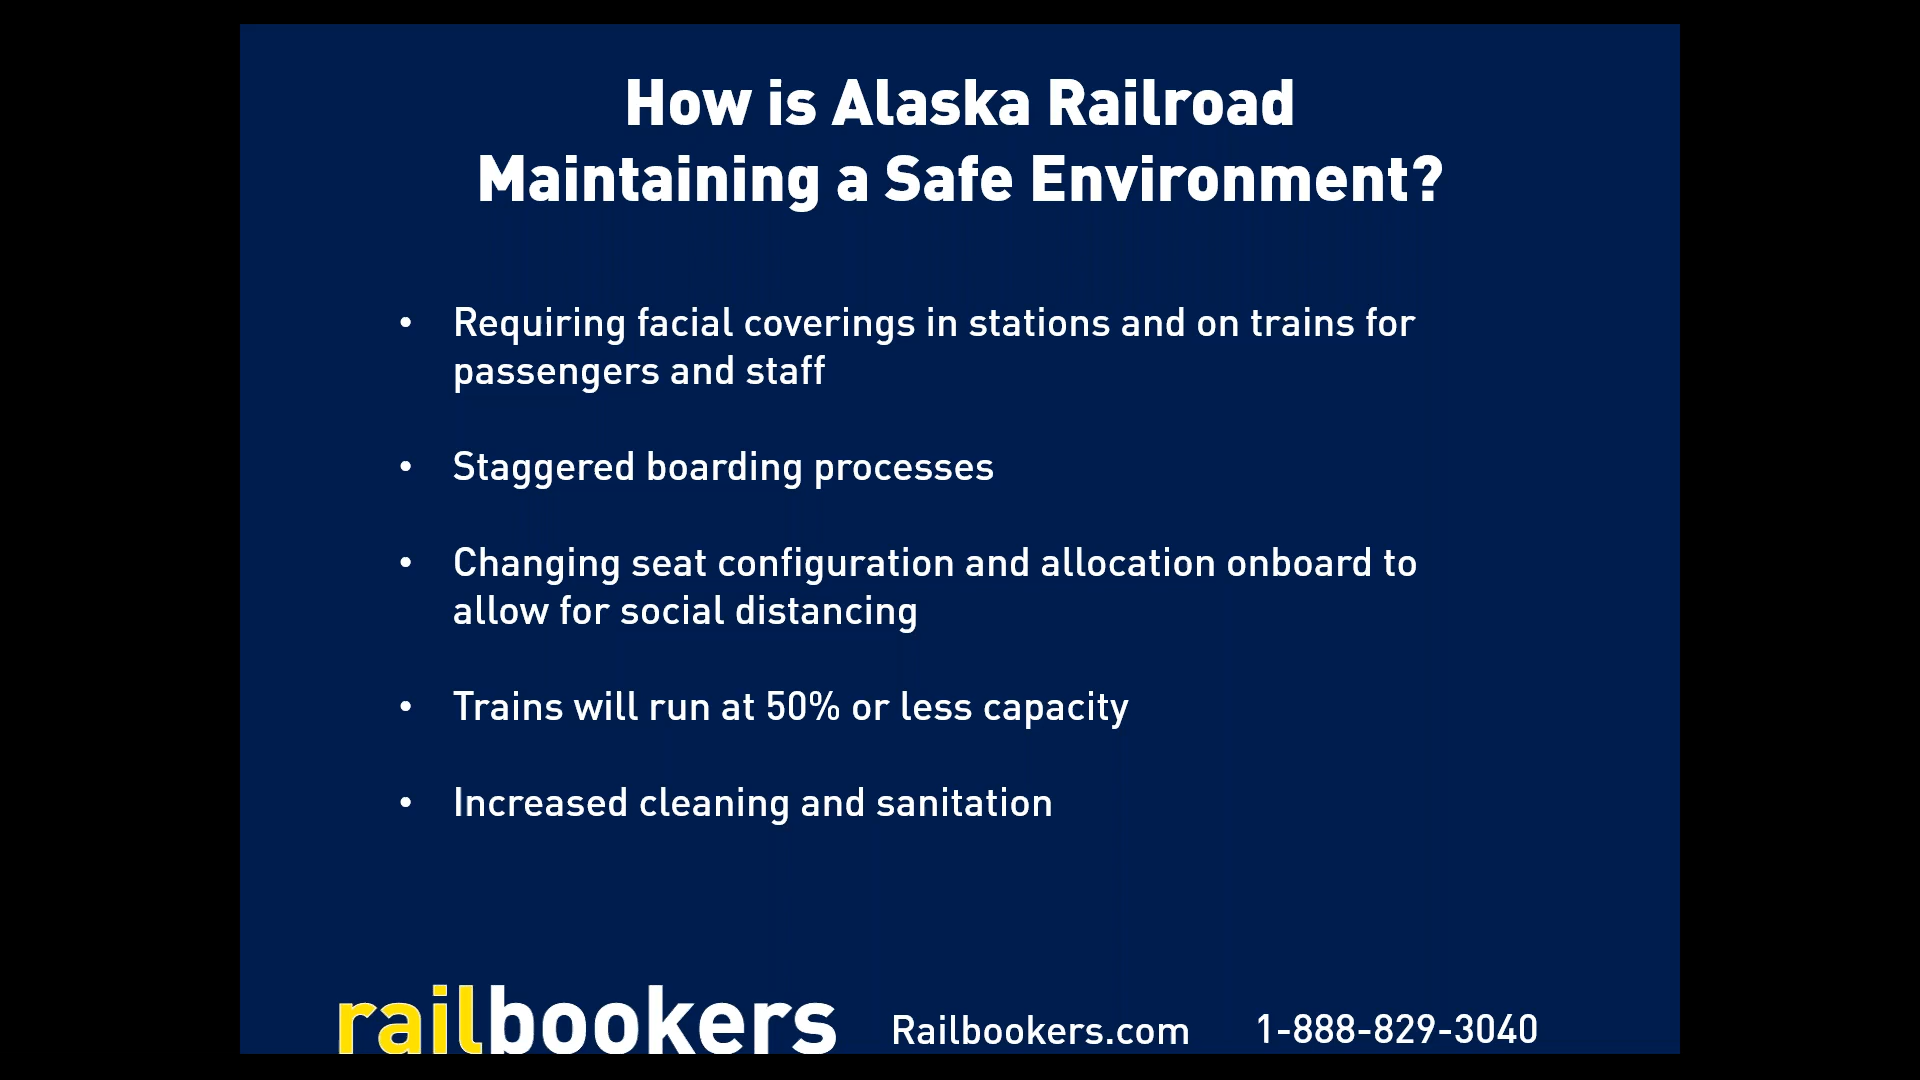 How is Alaska Railroad
Maintaining a Safe Environment?
• Requiring facial coverings in stations and on trains for
passengers and staff
• Staggered boarding processes
• Changing seat configuration and allocation onboard to
allow for social distancing
• Trains will run at 50% or less capacity
• Increased cleaning and sanitation
railbookers Railbookers.com 1-888-829-3040